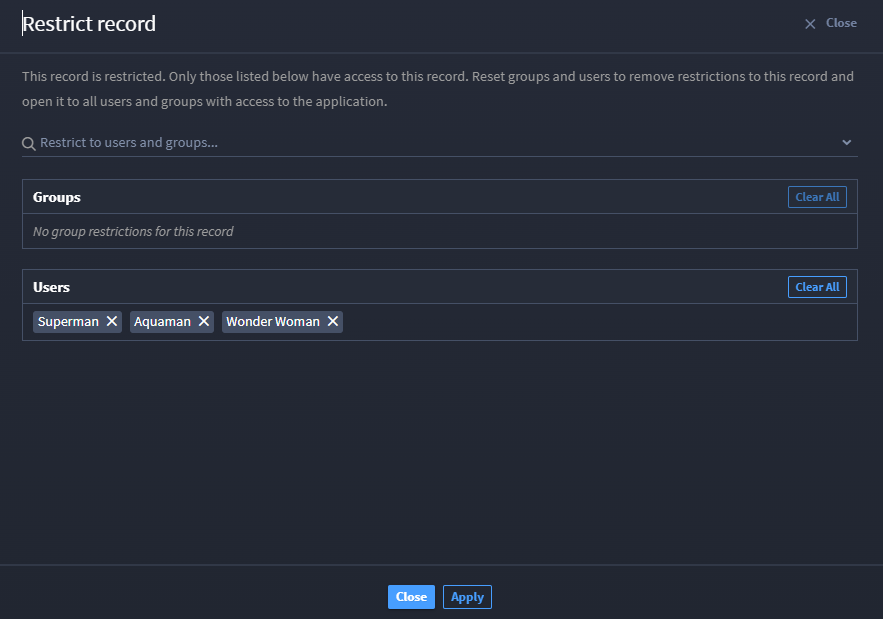 Restrict record
Close
This record is restricted. Only those listed below have access to this record. Reset groups and users to remove restrictions to this record and
open it to all users and groups with access to the application.
Restrict to users and groups...
Groups
Clear All
No group restrictions for this record
Users
Clear All
Superman Aquaman Wonder Woman
Close Apply